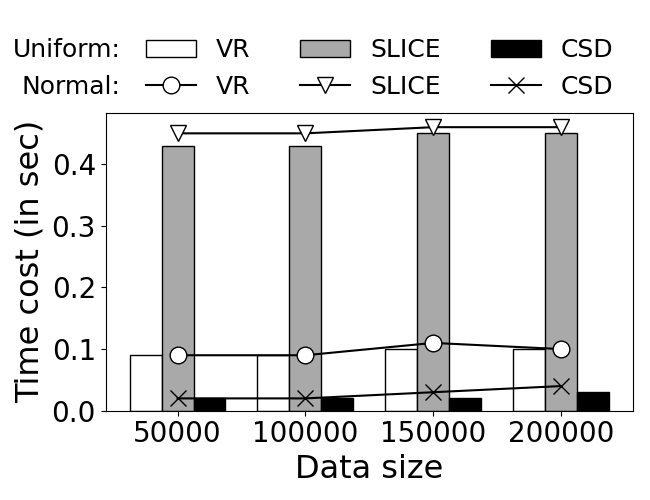 Uniform: VR SLICE CSD
Normal: VR SLICE CSD
Time cost (in sec)
0.4
0.3
0.2
0.1
0.0
50000 100000 150000 200000
Data size